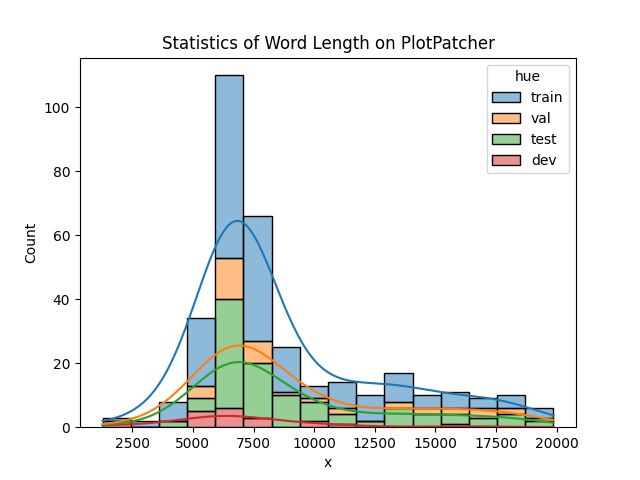 Statistics of Word Length on PlotPatcher
hue
train
val
test
dev
Count
100
80
60
40
20
0
2500 5000 7500 10000 12500 15000 17500 20000
x